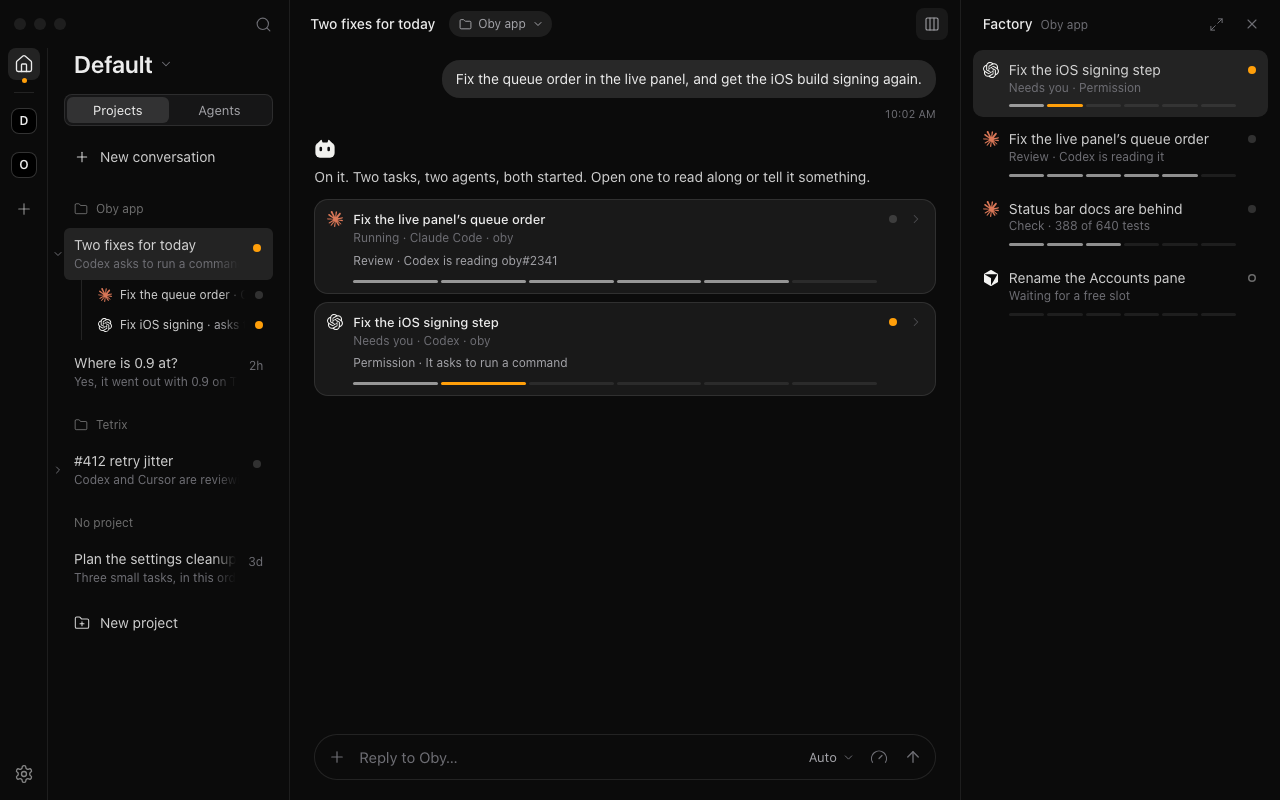 Default
Projects
Agents
D
O
New conversation
Oby app
Two fixes for today
Codex asks to run a comman
Fix the queue order ·
Fix iOS signing · asks
Where is 0.9 at?
2h
Yes, it went out with 0.9 on
Tetrix
#412 retry jitter
Codex and Cursor are review
No project
Plan the settings cleanup
3d
Three small tasks, in this ord
New project
Two fixes for today
Oby app
Fix the queue order in the live panel, and get the iOS build signing again.
10:02 AM
On it. Two tasks, two agents, both started. Open one to read along or tell it something.
Fix the live panel’s queue order
Running · Claude Code · oby
Review · Codex is reading oby#2341
Fix the iOS signing step
Needs you · Codex · oby
Permission · It asks to run a command
Reply to Oby…
Auto
Factory
Oby app
Fix the iOS signing step
Needs you · Permission
Fix the live panel’s queue order
Review · Codex is reading it
Status bar docs are behind
Check · 388 of 640 tests
Rename the Accounts pane
Waiting for a free slot